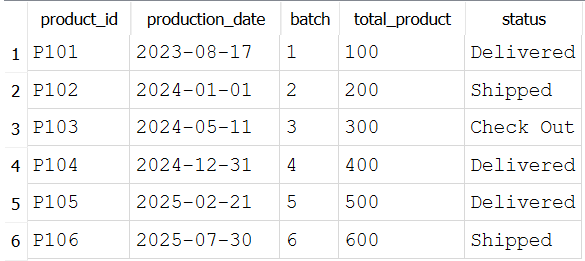 product_id production_date batch total_product status
1 P101 2023-08-17 1 100 Delivered
2 P102 2024-01-01 2 200 Shipped
3 P103 2024-05-11 3 300 Check Out
4 P104 2024-12-31 4 400 Delivered
5 P105 2025-02-21 5 500 Delivered
6 P106 2025-07-30 6 600 Shipped